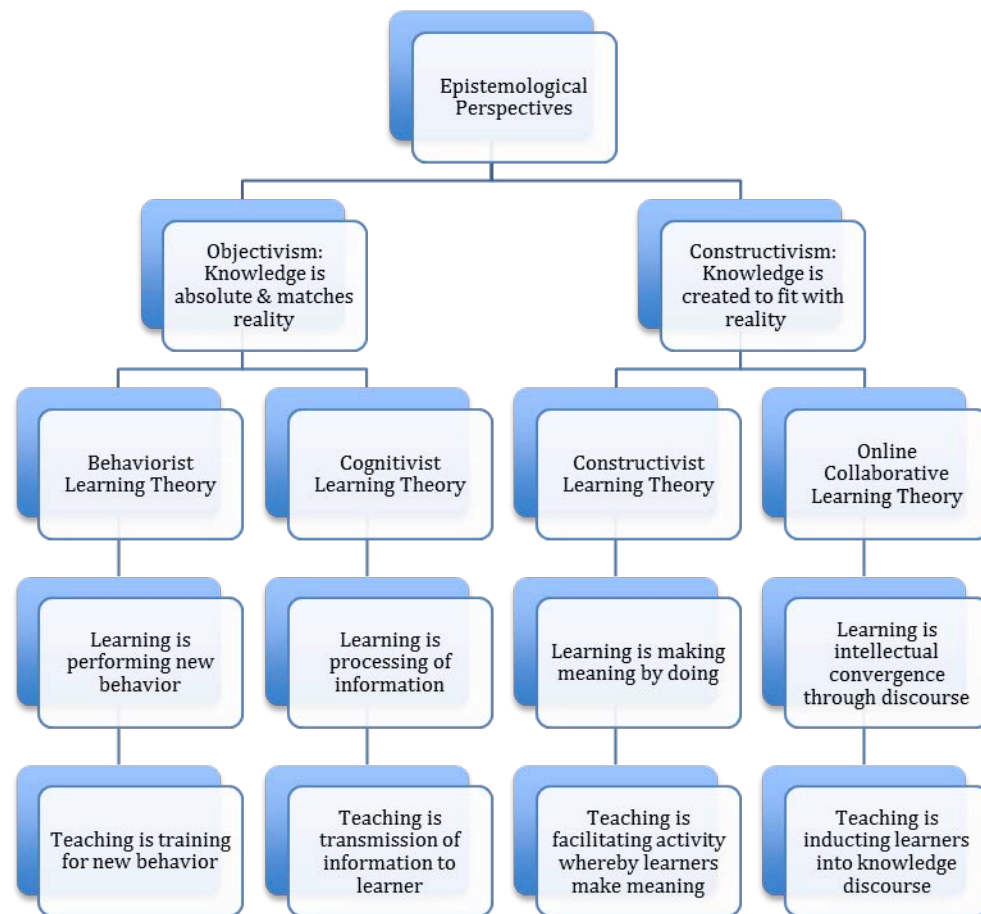 Epistemological
Perspectives
Objectivism:
Knowledge is
absolute & matches
reality
Constructivism:
Knowledge is
created to fit with
reality
Behaviorist
Learning Theory
Cognitivist
Learning Theory
Constructivist
Learning Theory
Online
Collaborative
Learning Theory
Learning is
performing new
behavior
Learning is
processing of
information
Learning is making
meaning by doing
Learning is
intellectual
convergence
through discourse
Teaching is training
for new behavior
Teaching is
transmission of
information to
learner
Teaching is
facilitating activity
whereby learners
make meaning
Teaching is
inducting learners
into knowledge
discourse